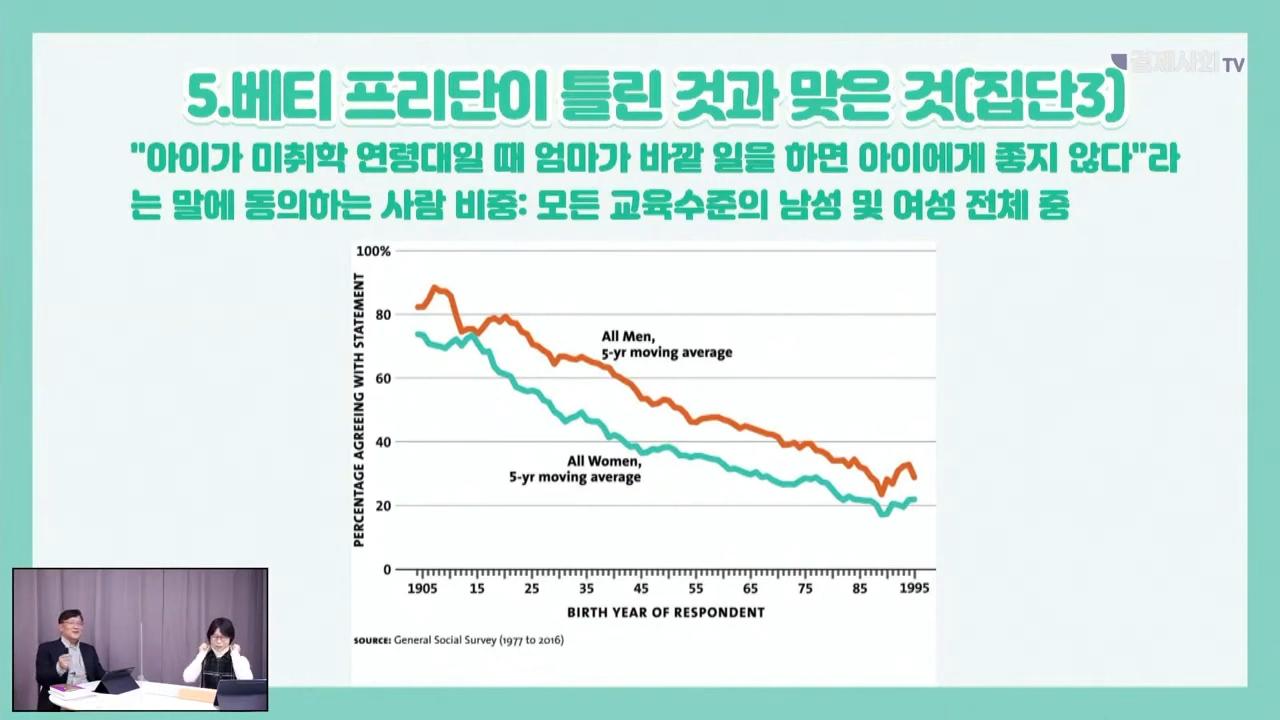 경제사회 TV
5.베티 프리단이 틀린 것과 맞은 것(집단3)
"아이가 미취학 연령대일 때 엄마가 바깥 일을 하면 아이에게 좋지 않다"라
는 말에 동의하는 사람 비중: 모든 교육수준의 남성 및 여성 전체 중
PERCENTAGE AGREEING WITH STATEMENT
100%
80
60
40
20
0
All Men,
5-yr moving average
All Women,
5-yr moving average
1905 15 25 35 45 55 65 75 85 1995
BIRTH YEAR OF RESPONDENT
SOURCE: General Social Survey (1977 to 2016)